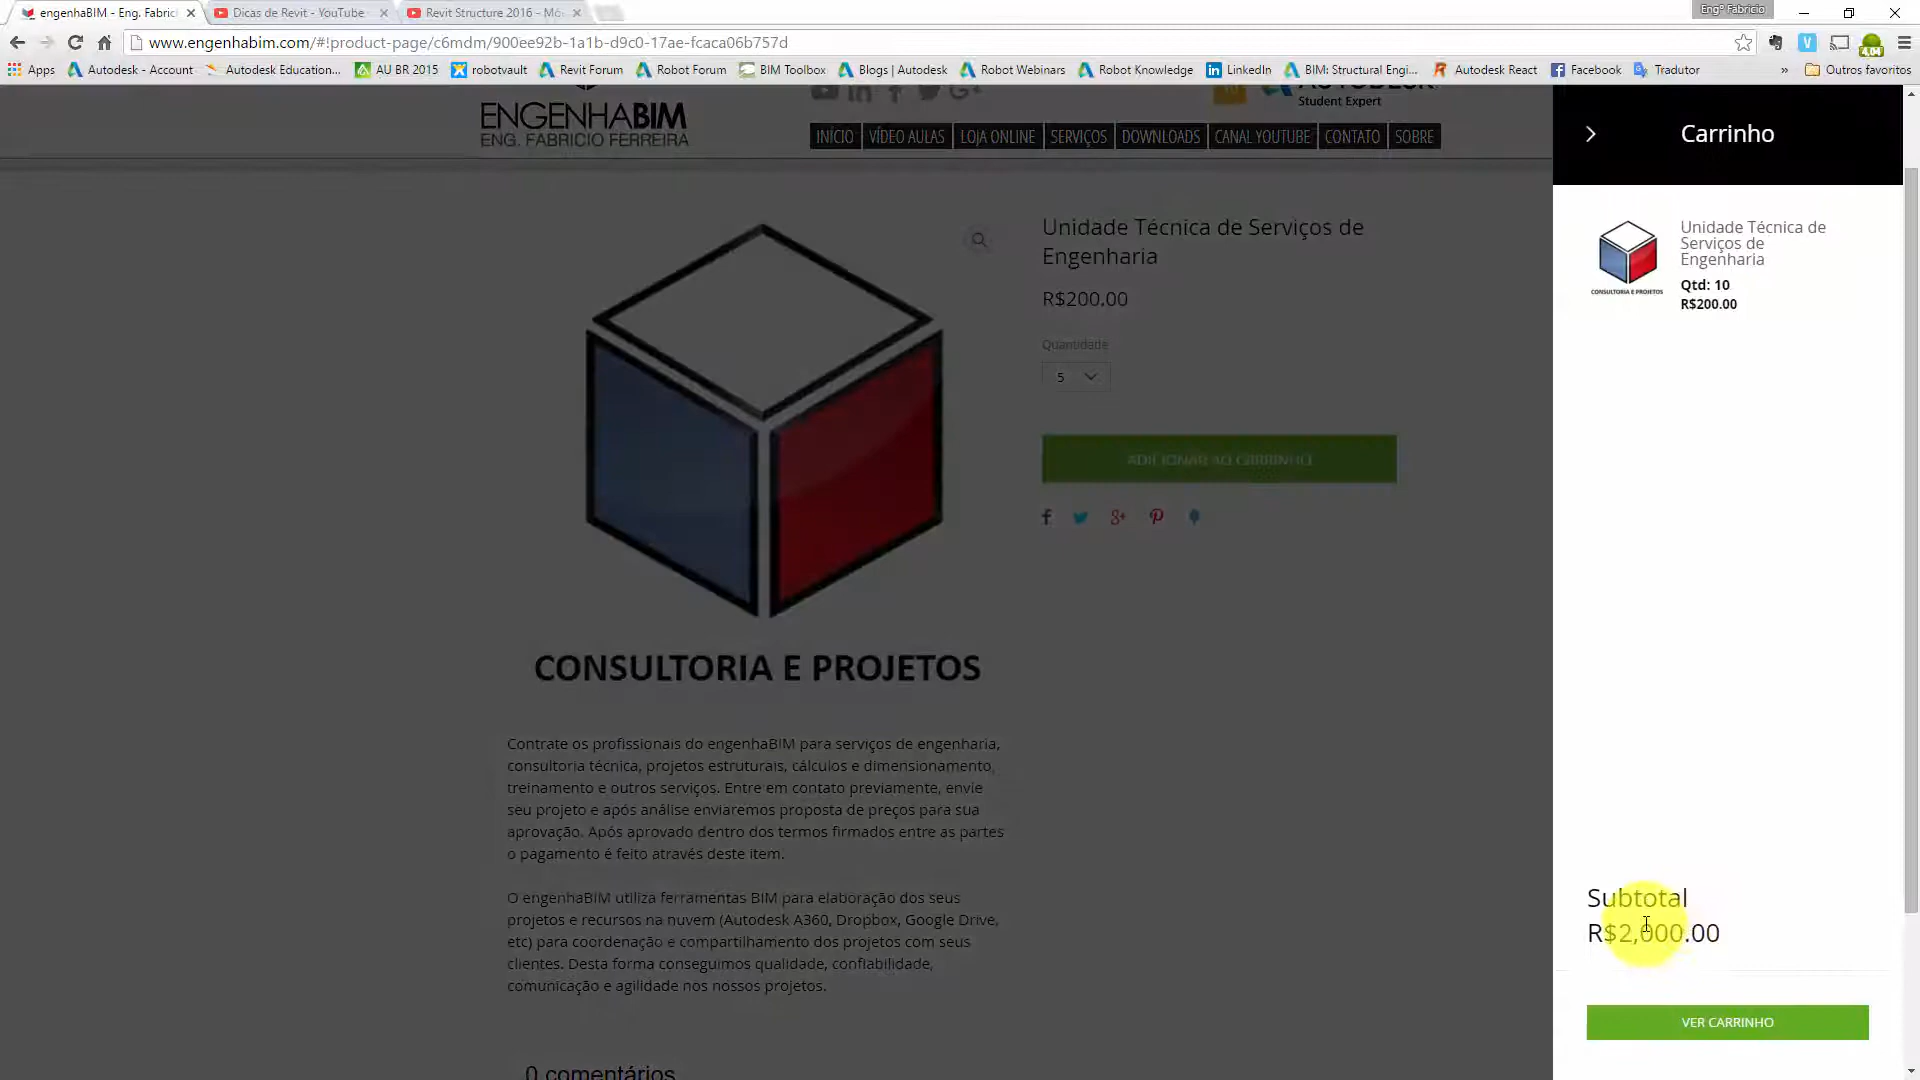 engenhaBIM - Eng. Fabric
Dicas de Revit - YouTube
Revit Structure 2016 - Mó
Engº Fabricio
www.engenhabim.com/#!product-page/c6mdm/900ee92b-1a1b-d9c0-17ae-fcaca06b757d
Apps
Autodesk - Account
Autodesk Education...
AU BR 2015
robotvault
Revit Forum
Robot Forum
BIM Toolbox
Blogs | Autodesk
Robot Webinars
Robot Knowledge
LinkedIn
BIM: Structural Engi...
Autodesk React
Facebook
Tradutor
»
Outros favoritos
ENGENHABIM
ENG. FABRICIO FERREIRA
Student Expert
INÍCIO
VÍDEO AULAS
LOJA ONLINE
SERVIÇOS
DOWNLOADS
CANAL YOUTUBE
CONTATO
SOBRE
Unidade Técnica de Serviços de
Engenharia
R$200.00
Quantidade
5
ADICIONAR AO CARRINHO
CONSULTORIA E PROJETOS
Contrate os profissionais do engenhaBIM para serviços de engenharia,
consultoria técnica, projetos estruturais, cálculos e dimensionamento,
treinamento e outros serviços. Entre em contato previamente, envie
seu projeto e após análise enviaremos proposta de preços para sua
aprovação. Após aprovado dentro dos termos firmados entre as partes
o pagamento é feito através deste item.
O engenhaBIM utiliza ferramentas BIM para elaboração dos seus
projetos e recursos na nuvem (Autodesk A360, Dropbox, Google Drive,
etc) para coordenação e compartilhamento dos projetos com seus
clientes. Desta forma conseguimos qualidade, confiabilidade,
comunicação e agilidade nos nossos projetos.
0 comentários
Carrinho
CONSULTORIA E PROJETOS
Unidade Técnica de
Serviços de
Engenharia
Qtd: 10
R$200.00
Subtotal
R$2,000.00
VER CARRINHO